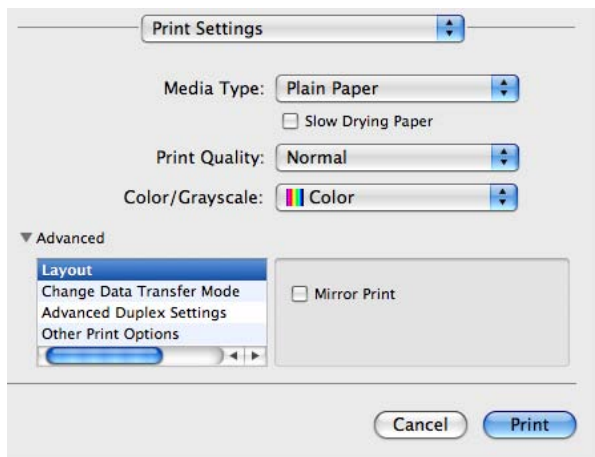 Print Settings
Media Type: Plain Paper
Slow Drying Paper
Print Quality: Normal
Color/Grayscale: Color
Advanced
Layout
Change Data Transfer Mode
Advanced Duplex Settings
Other Print Options
Mirror Print
Cancel Print